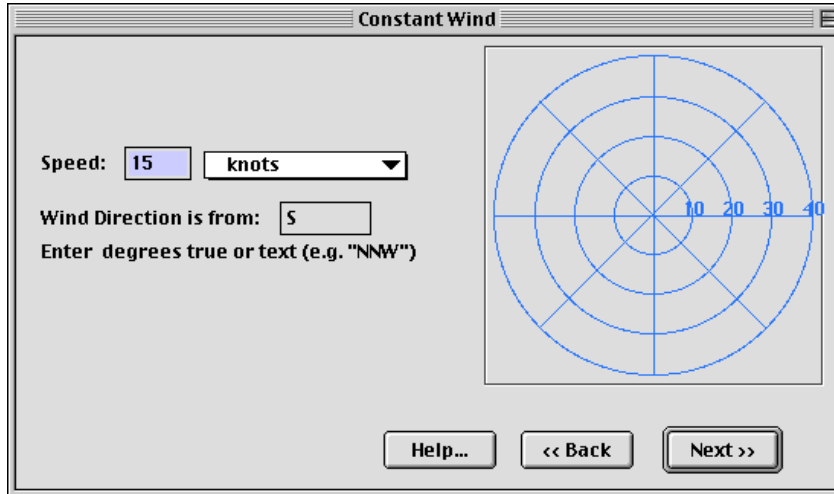 Constant Wind
Speed: 15 knots
Wind Direction is from: S
Enter degrees true or text (e.g. "NNW")
10 20 30 40
Help... << Back Next >>